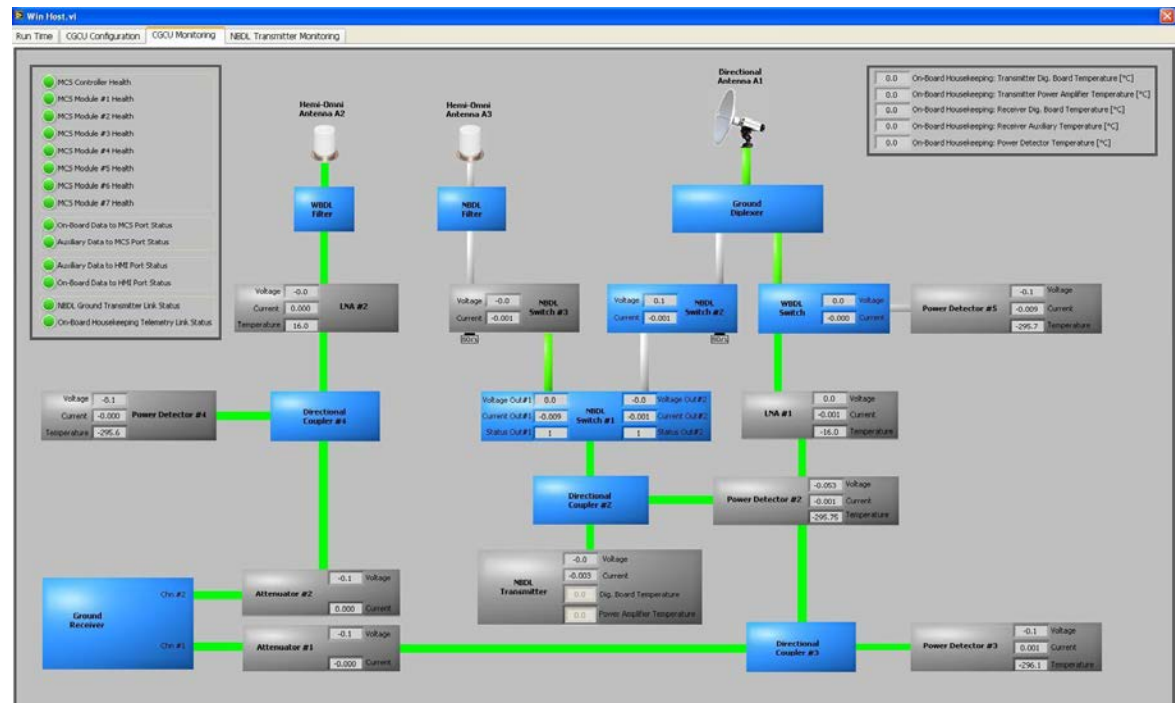 Win Host.vi
Run Time CGCU Configuration CGCU Monitoring NBDL Transmitter Monitoring
MCS Controller Health
MCS Module #1 Health
MCS Module #2 Health
MCS Module #3 Health
MCS Module #4 Health
MCS Module #5 Health
MCS Module #6 Health
MCS Module #7 Health
On-Board Data to MCS Port Status
Auxiliary Data to MCS Port Status
Auxiliary Data to HMI Port Status
On-Board Data to HMI Port Status
NBDL Ground Transmitter Link Status
On-Board Housekeeping Telemetry Link Status
Hemi-Omni
Antenna A2
Hemi-Omni
Antenna A3
Directional
Antenna A1
0.0 On-Board Housekeeping: Transmitter Dig. Board Temperature [°C]
0.0 On-Board Housekeeping: Transmitter Power Amplifier Temperature [°C]
0.0 On-Board Housekeeping: Receiver Dig. Board Temperature [°C]
0.0 On-Board Housekeeping: Receiver Auxiliary Temperature [°C]
0.0 On-Board Housekeeping: Power Detector Temperature [°C]
WBDL
Filter
NBDL
Filter
Ground
Diplexer
Voltage -0.0
Current 0.000
Temperature 16.0
LNA #2
Voltage -0.0
Current -0.001
NBDL
Switch #3
Voltage 0.1
Current -0.001
NBDL
Switch #2
WBDL
Switch
0.0 Voltage
-0.000 Current
Power Detector #5
-0.1 Voltage
-0.009 Current
-295.7 Temperature
Voltage -0.1
Current -0.000
Temperature -295.6
Power Detector #4
Directional
Coupler #4
Voltage Out#1 0.0
Current Out#1 -0.009
Status Out#1 1
NBDL
Switch #1
-0.0 Voltage Out#2
-0.001 Current Out#2
1 Status Out#2
LNA #1
0.0 Voltage
-0.001 Current
-16.0 Temperature
Directional
Coupler #2
Power Detector #2
-0.053 Voltage
-0.001 Current
-295.75 Temperature
NBDL
Transmitter
-0.0 Voltage
-0.003 Current
0.0 Dig. Board Temperature
0.0 Power Amplifier Temperature
Ground
Receiver
Chn #2
Chn #1
Attenuator #2
-0.1 Voltage
0.000 Current
Attenuator #1
-0.1 Voltage
-0.000 Current
Directional
Coupler #3
Power Detector #3
-0.1 Voltage
0.001 Current
-296.1 Temperature